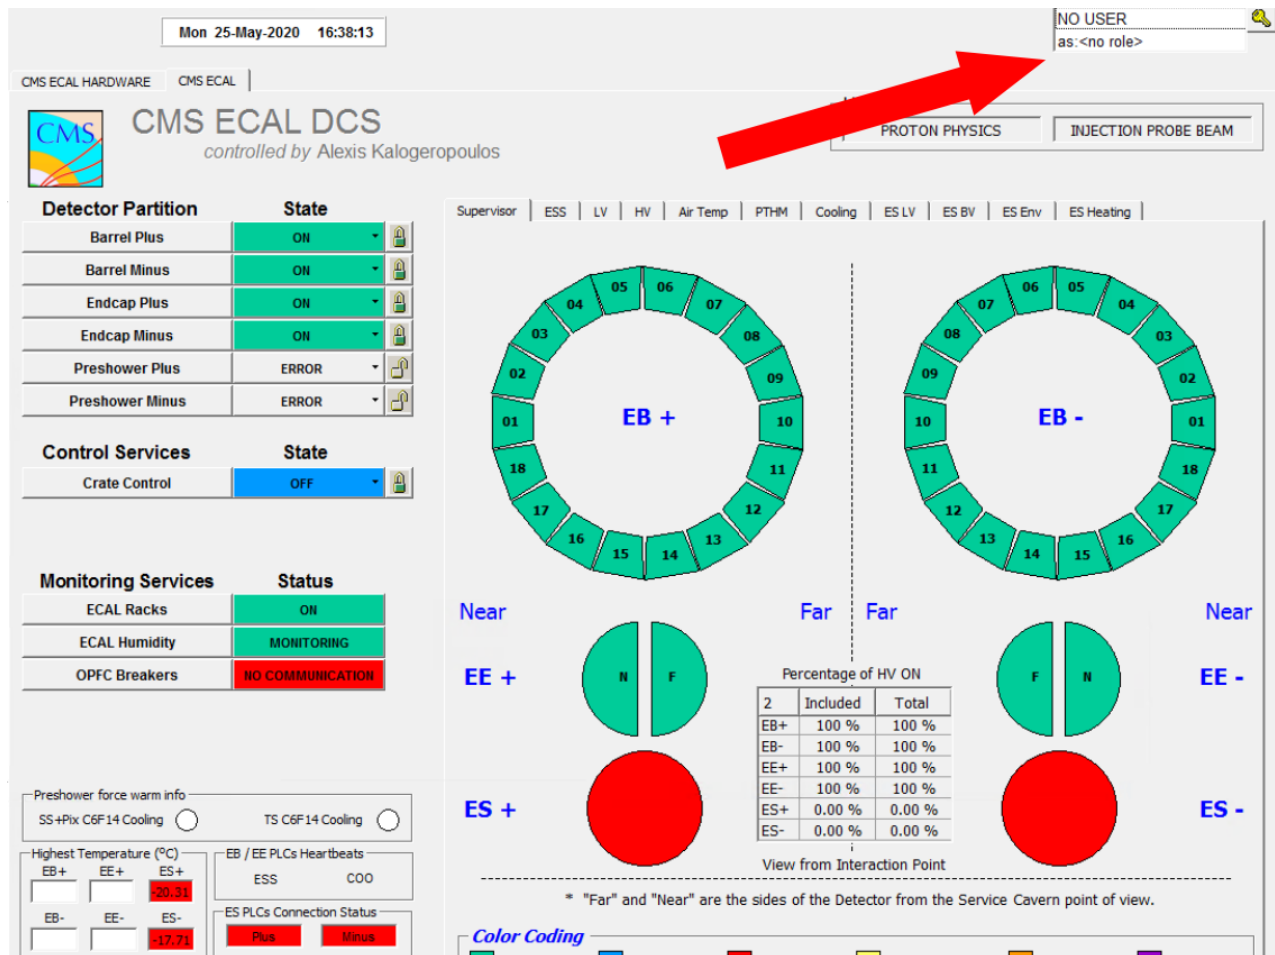 Mon 25-May-2020 16:38:13
NO USER
as:<no role>
CMS ECAL HARDWARE CMS ECAL
CMS
CMS ECAL DCS
controlled by Alexis Kalogeropoulos
PROTON PHYSICS INJECTION PROBE BEAM
Detector Partition State
Barrel Plus ON
Barrel Minus ON
Endcap Plus ON
Endcap Minus ON
Preshower Plus ERROR
Preshower Minus ERROR
Control Services State
Crate Control OFF
Monitoring Services Status
ECAL Racks ON
ECAL Humidity MONITORING
OPFC Breakers NO COMMUNICATION
Preshower force warm info
SS+Pix C6F14 Cooling TS C6F14 Cooling
Highest Temperature (ºC)
EB+ EE+ ES+
-20.31
EB- EE- ES-
-17.71
EB / EE PLCs Heartbeats
ESS COO
ES PLCs Connection Status
Plus Minus
Supervisor ESS LV HV Air Temp PTHM Cooling ES LV ES BV ES Env ES Heating
05 06
04 07
03 08
02 09
01 EB + 10
18 11
17 12
16 13
15 14
06 05
07 04
08 03
09 02
10 EB - 01
11 18
12 17
13 16
14 15
Near Far Far Near
EE + N F
F N EE -
Percentage of HV ON
2 Included Total
EB+ 100 % 100 %
EB- 100 % 100 %
EE+ 100 % 100 %
EE- 100 % 100 %
ES+ 0.00 % 0.00 %
ES- 0.00 % 0.00 %
ES + ES -
View from Interaction Point
* "Far" and "Near" are the sides of the Detector from the Service Cavern point of view.
Color Coding